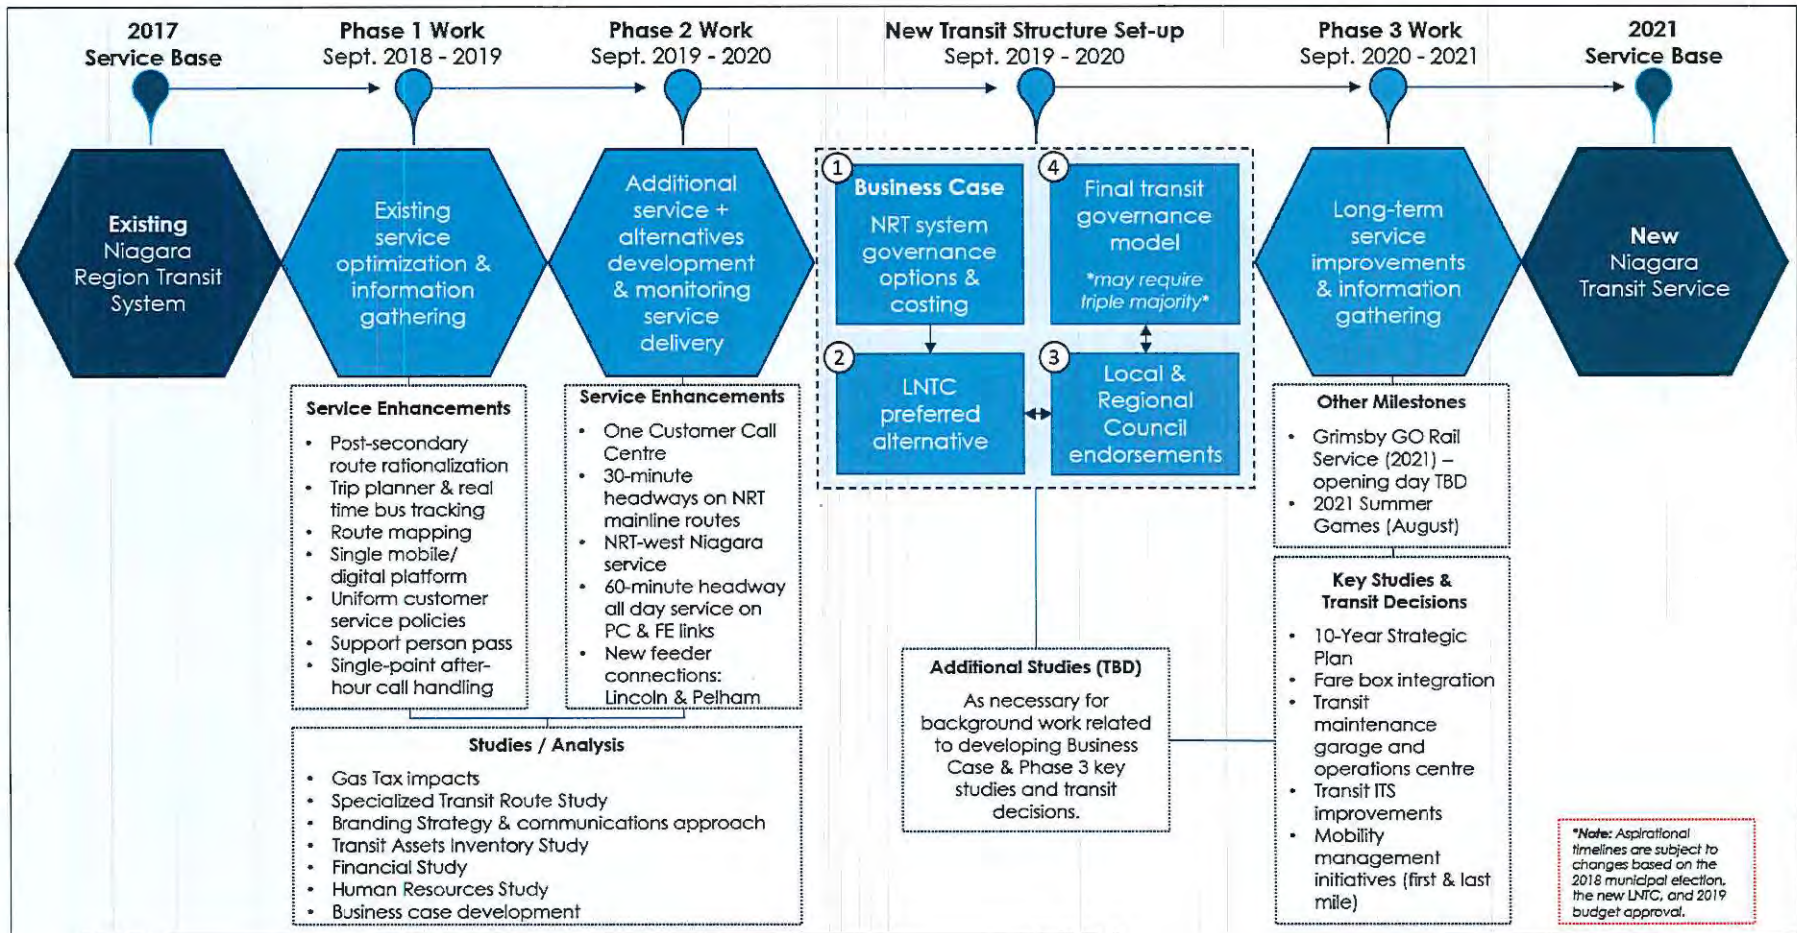 2017
Service Base
Phase 1 Work
Sept. 2018 - 2019
Phase 2 Work
Sept. 2019 - 2020
New Transit Structure Set-up
Sept. 2019 - 2020
Phase 3 Work
Sept. 2020 - 2021
2021
Service Base
Existing
Niagara
Region Transit
System
Existing
service
optimization &
information
gathering
Additional
service +
alternatives
development
& monitoring
service
delivery
1
Business Case
NRT system
governance
options &
costing
2
LNTC
preferred
alternative
3
Local &
Regional
Council
endorsements
4
Final transit
governance
model
*may require
triple majority*
Long-term
service
improvements
& information
gathering
New
Niagara
Transit Service
Service Enhancements
• Post-secondary
route rationalization
• Trip planner & real
time bus tracking
• Route mapping
• Single mobile/
digital platform
• Uniform customer
service policies
• Support person pass
• Single-point after-
hour call handling
Service Enhancements
• One Customer Call
Centre
• 30-minute
headways on NRT
mainline routes
• NRT-west Niagara
service
• 60-minute headway
all day service on
PC & FE links
• New feeder
connections:
Lincoln & Pelham
Studies / Analysis
• Gas Tax impacts
• Specialized Transit Route Study
• Branding Strategy & communications approach
• Transit Assets Inventory Study
• Financial Study
• Human Resources Study
• Business case development
Additional Studies (TBD)
As necessary for
background work related
to developing Business
Case & Phase 3 key
studies and transit
decisions.
Other Milestones
• Grimsby GO Rail
Service (2021) –
opening day TBD
• 2021 Summer
Games (August)
Key Studies &
Transit Decisions
• 10-Year Strategic
Plan
• Fare box integration
• Transit
maintenance
garage and
operations centre
• Transit ITS
improvements
• Mobility
management
initiatives (first & last
mile)
*Note: Aspirational
timelines are subject to
changes based on the
2018 municipal election,
the new LNTC, and 2019
budget approval.